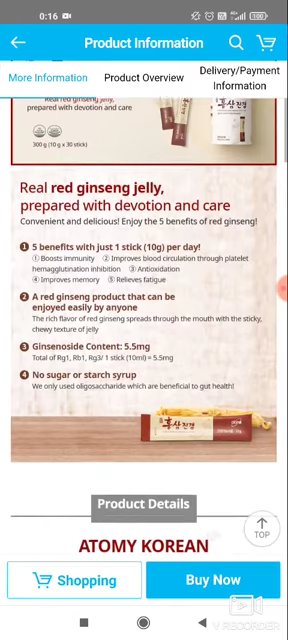 0:16
100
Product Information
More Information
Product Overview
Delivery/Payment
Information
Real red ginseng jelly,
prepared with devotion and care
300 g (10 g x 30 stick)
Real red ginseng jelly,
prepared with devotion and care
Convenient and delicious! Enjoy the 5 benefits of red ginseng!
1 5 benefits with just 1 stick (10g) per day!
① Boosts immunity ② Improves blood circulation through platelet
hemagglutination inhibition ③ Antioxidation
④ Improves memory ⑤ Relieves fatigue
2 A red ginseng product that can be
enjoyed easily by anyone
The rich flavor of red ginseng spreads through the mouth with the sticky,
chewy texture of jelly
3 Ginsenoside Content: 5.5mg
Total of Rg1, Rb1, Rg3/ 1 stick (10ml) = 5.5mg
4 No sugar or starch syrup
We only used oligosaccharide which are beneficial to gut health!
홍삼진젤
Product Details
TOP
ATOMY KOREAN
Shopping
Buy Now
V RECORDER